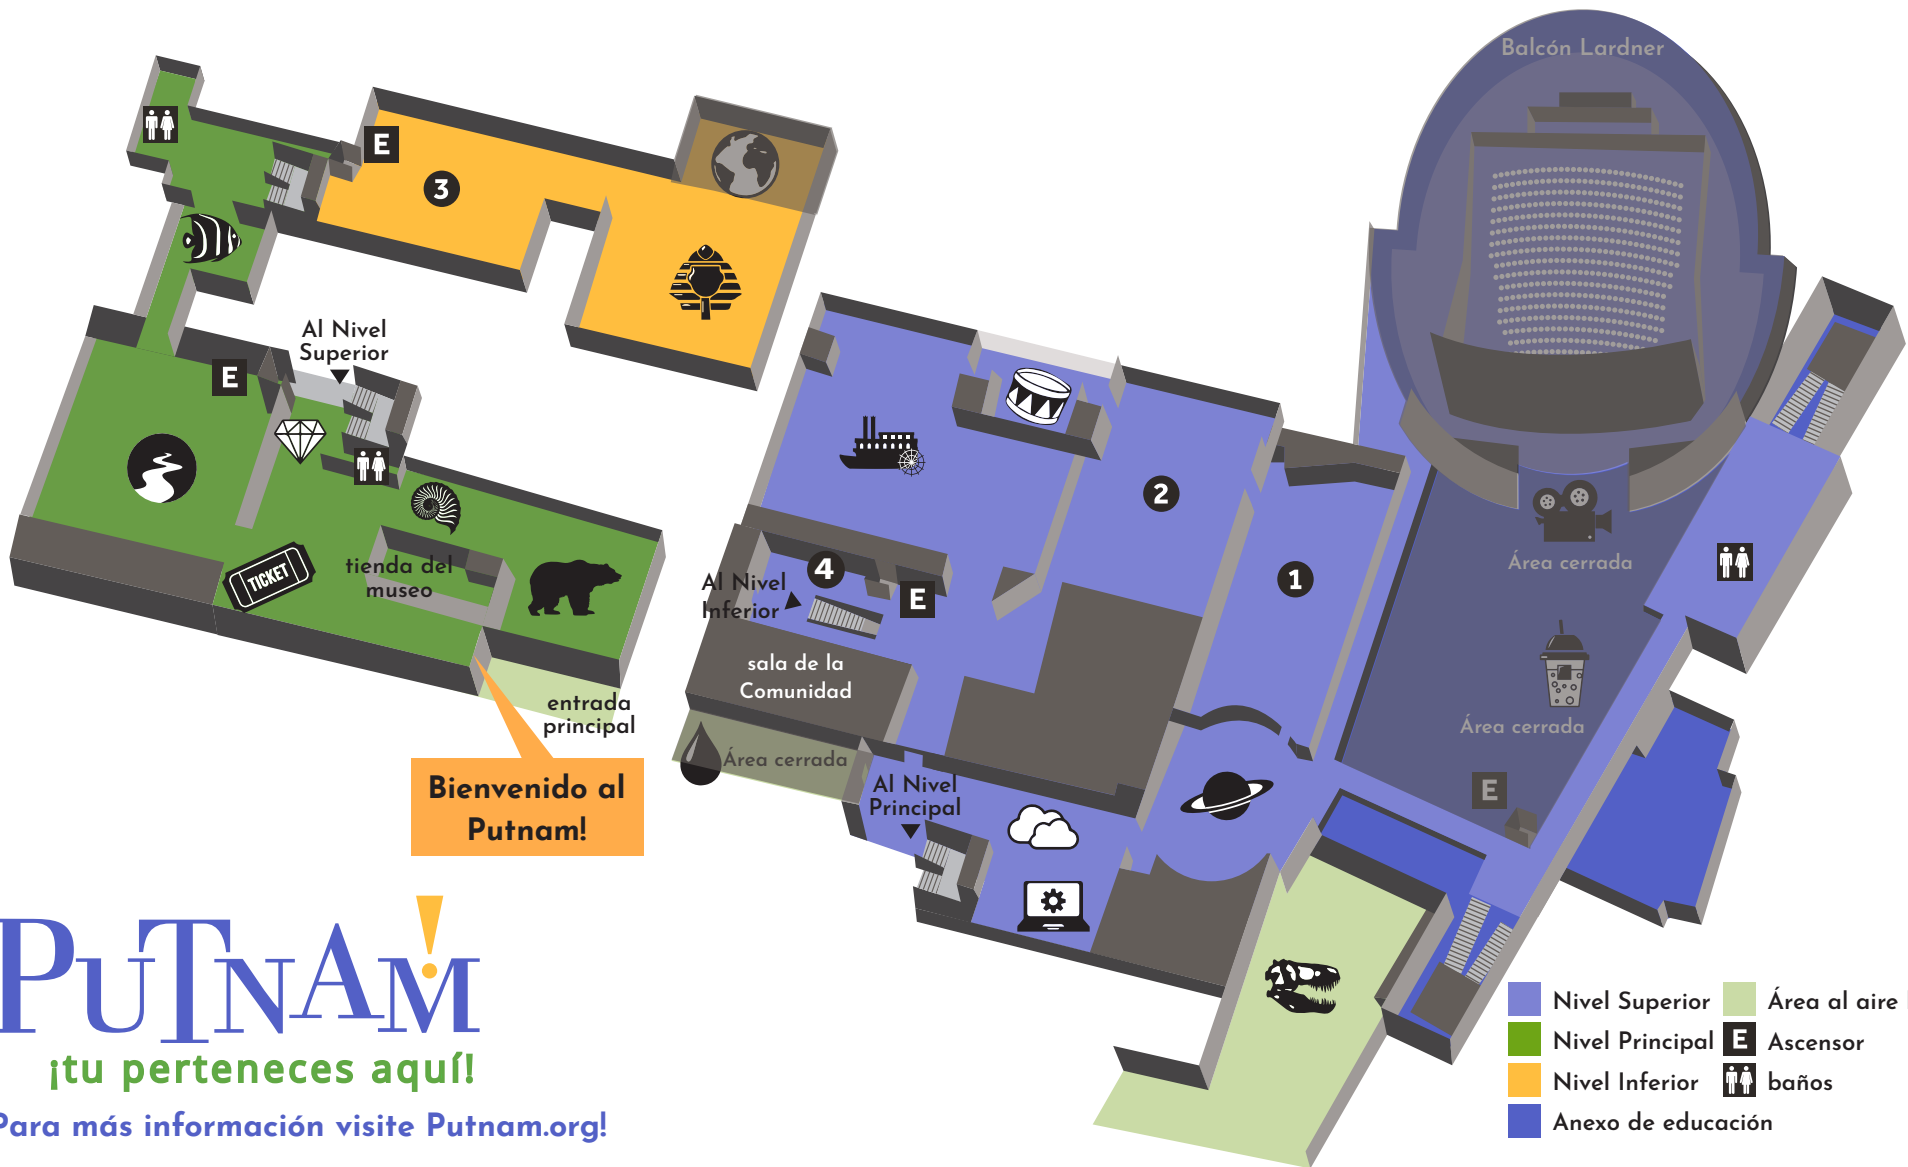 Balcón Lardner
E
3
Al Nivel
Superior
E
2
4
1
Área cerrada
TICKET
tienda del
museo
Al Nivel
Inferior
E
sala de la
Comunidad
entrada
principal
Área cerrada
Área cerrada
Bienvenido al
Putnam!
Al Nivel
Principal
E
PUTNAM!
¡tu perteneces aquí!
Para más información visite Putnam.org!
Nivel Superior
Área al aire
Nivel Principal
E Ascensor
Nivel Inferior
baños
Anexo de educación